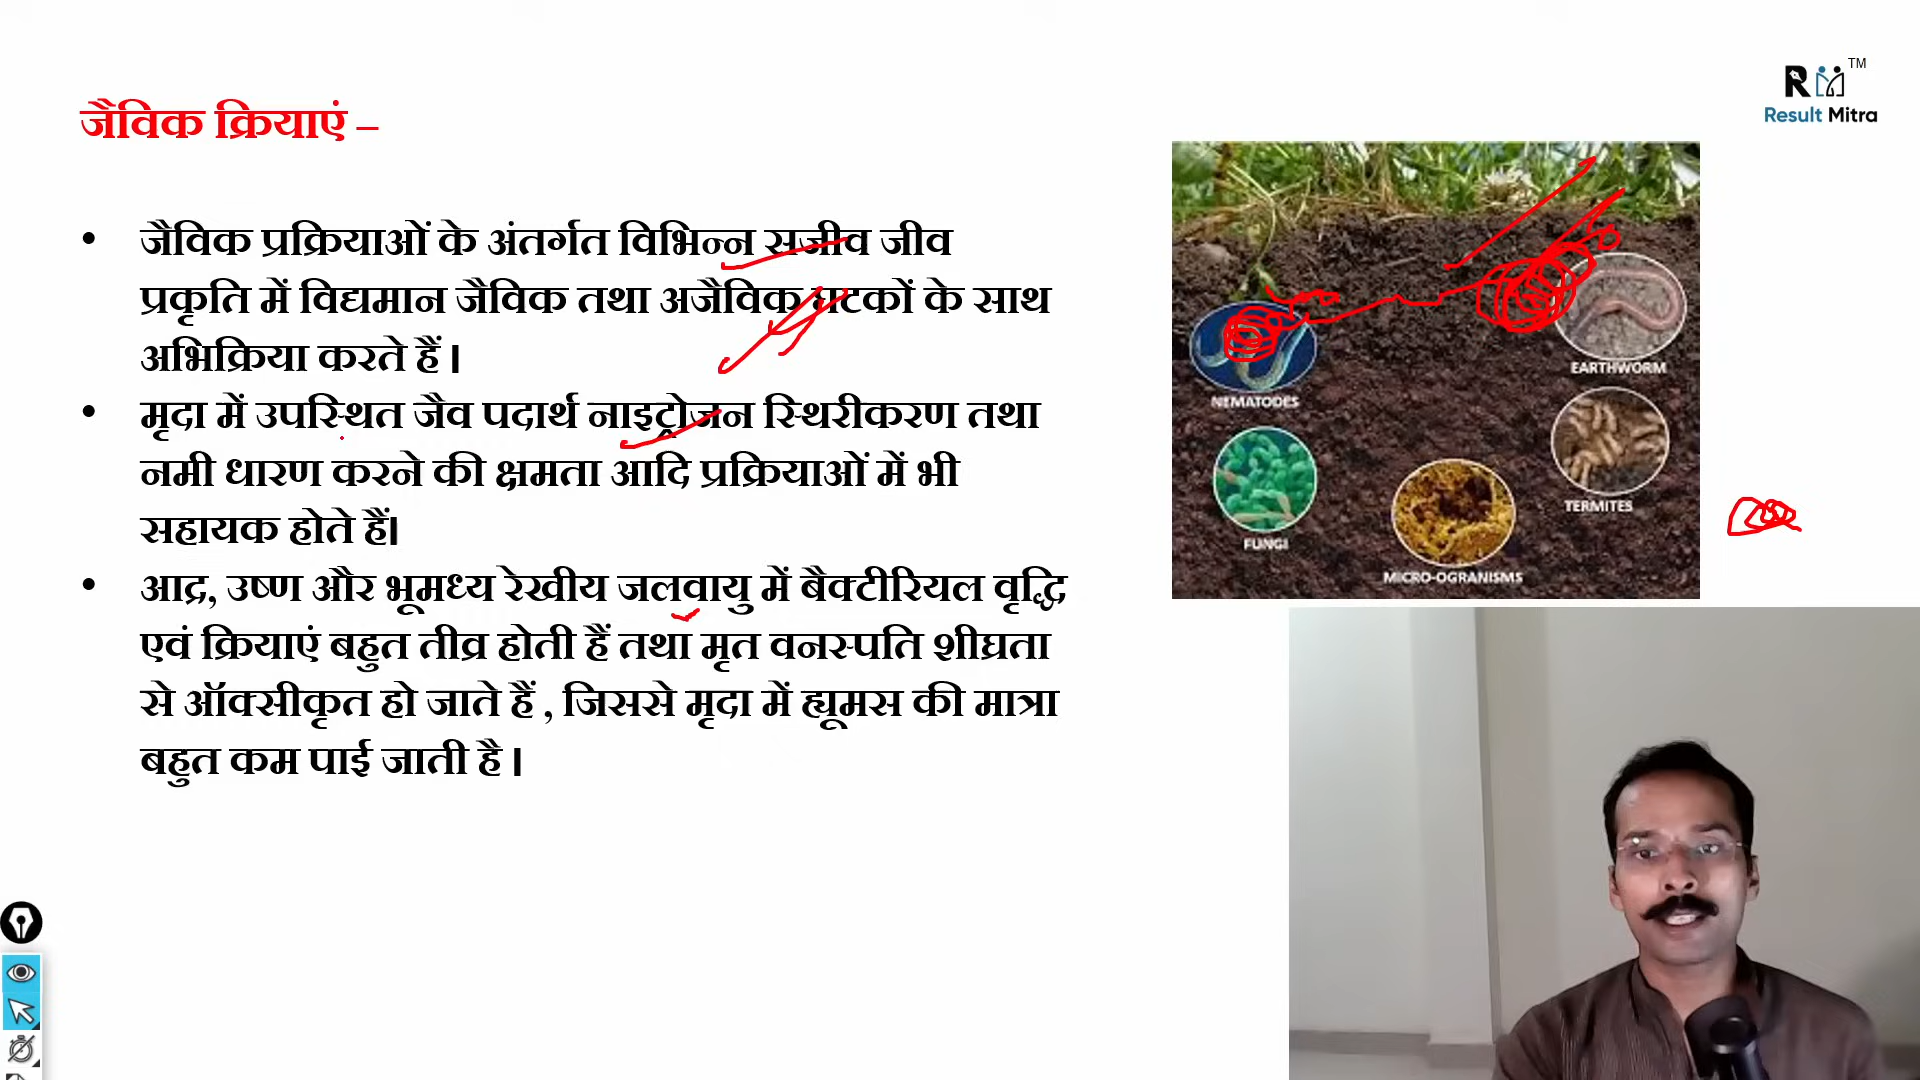 TM
R
Result Mitra
जैविक क्रियाएं –
• जैविक प्रक्रियाओं के अंतर्गत विभिन्न सजीव जीव
प्रकृति में विद्यमान जैविक तथा अजैविक घटकों के साथ
अभिक्रिया करते हैं ।
• मृदा में उपस्थित जैव पदार्थ नाइट्रोजन स्थिरीकरण तथा
नमी धारण करने की क्षमता आदि प्रक्रियाओं में भी
सहायक होते हैं।
• आद्र, उष्ण और भूमध्य रेखीय जलवायु में बैक्टीरियल वृद्धि
एवं क्रियाएं बहुत तीव्र होती हैं तथा मृत वनस्पति शीघ्रता
से ऑक्सीकृत हो जाते हैं , जिससे मृदा में ह्यूमस की मात्रा
बहुत कम पाई जाती है ।
EARTHWORM
NEMATODES
TERMITES
FUNGI
MICRO-OGRANISMS